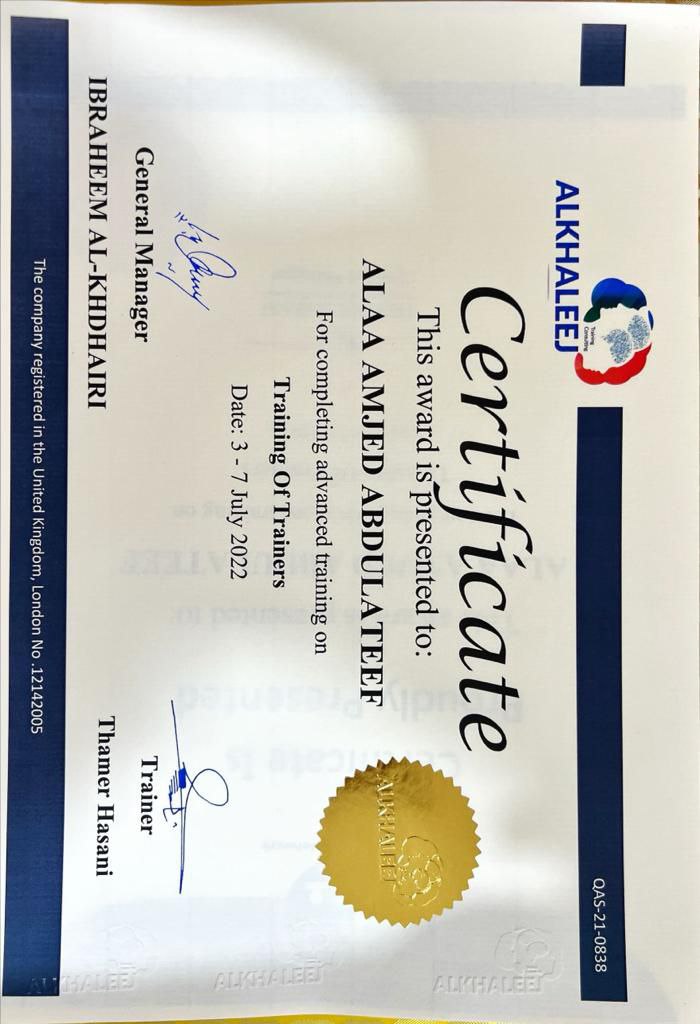 ALKHALEEJ
Training
Consulting
QAS-21-0838
Certificate
This award is presented to:
ALAA AMJED ABDULATEEF
For completing advanced training on
Training Of Trainers
Date: 3 - 7 July 2022
ALKHALEEJ
General Manager
IBRAHEEM AL-KHDHAIRI
Trainer
Thamer Hasani
ALKHALEEJ
ALKHALEEJ
ALKHALEEJ
The company registered in the United Kingdom, London No .12142005